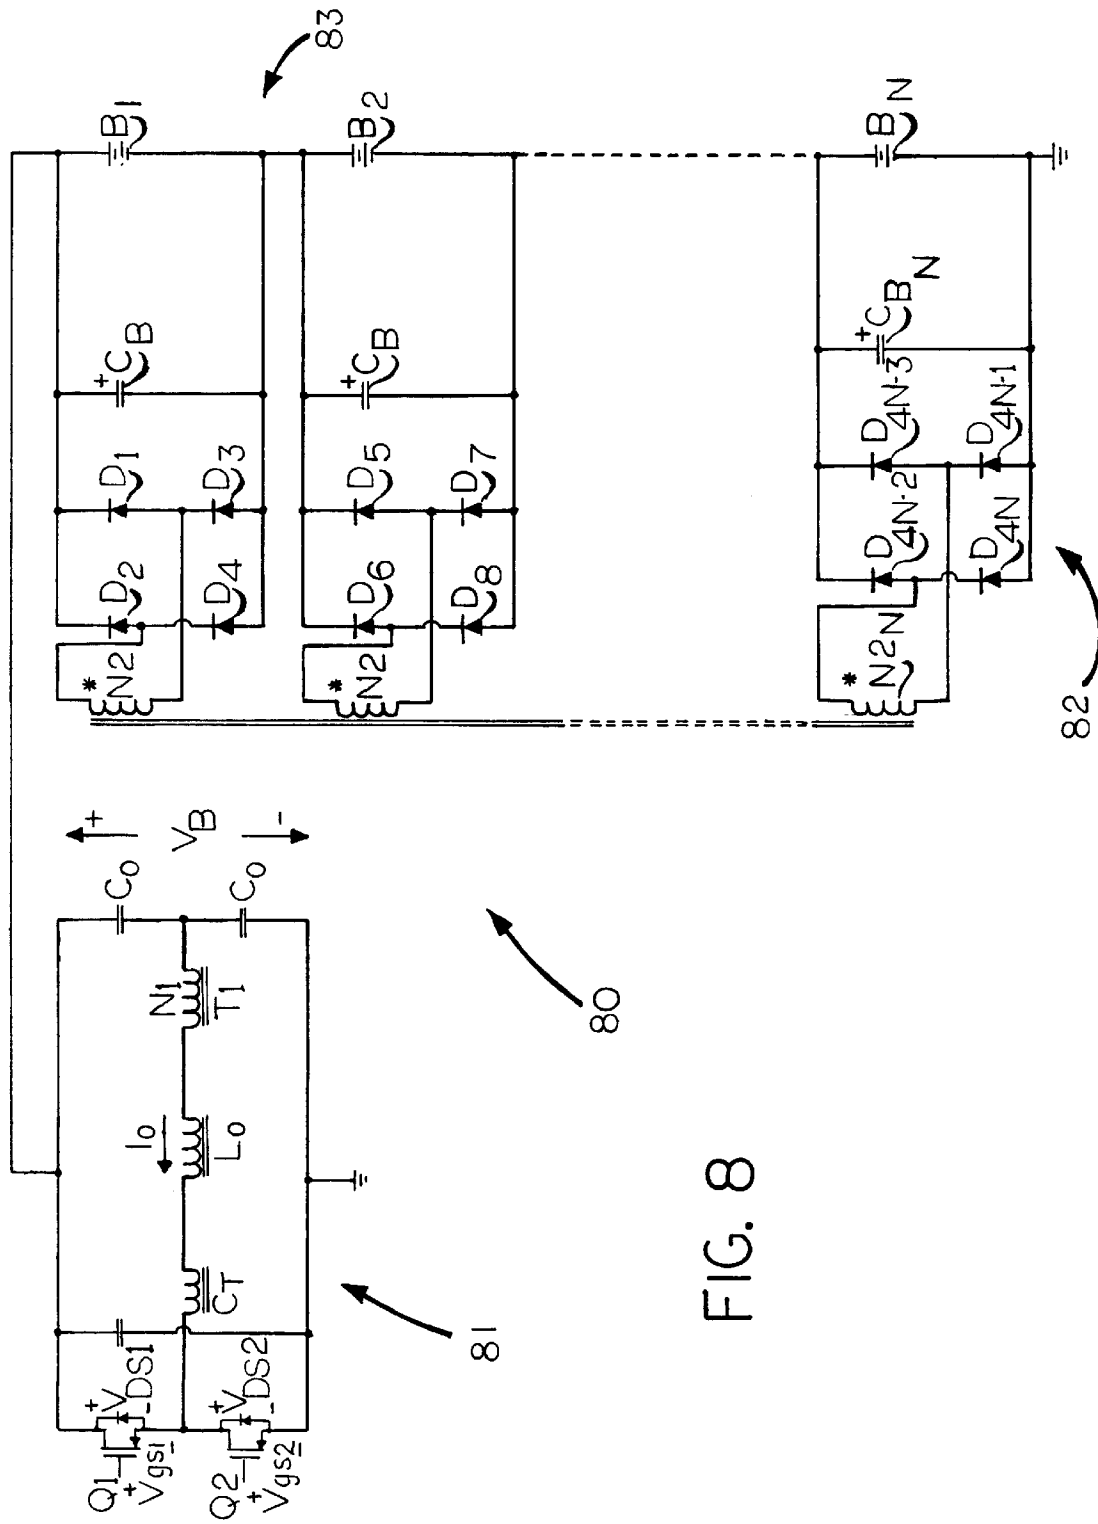 83
B1
B2
BN
CB
+
CB
+
CBN
+
D1
D3
D5
D7
D4N-3
D4N-1
D2
D4
D6
D8
D4N-2
D4N
* N2
* N2
* N2N
82
+ VB -
Co
Co
N1
T1
80
Io
Lo
CT
81
+ VDS1 -
+ VDS2 -
Q1
+ Vgs1 -
Q2
+ Vgs2 -
FIG. 8